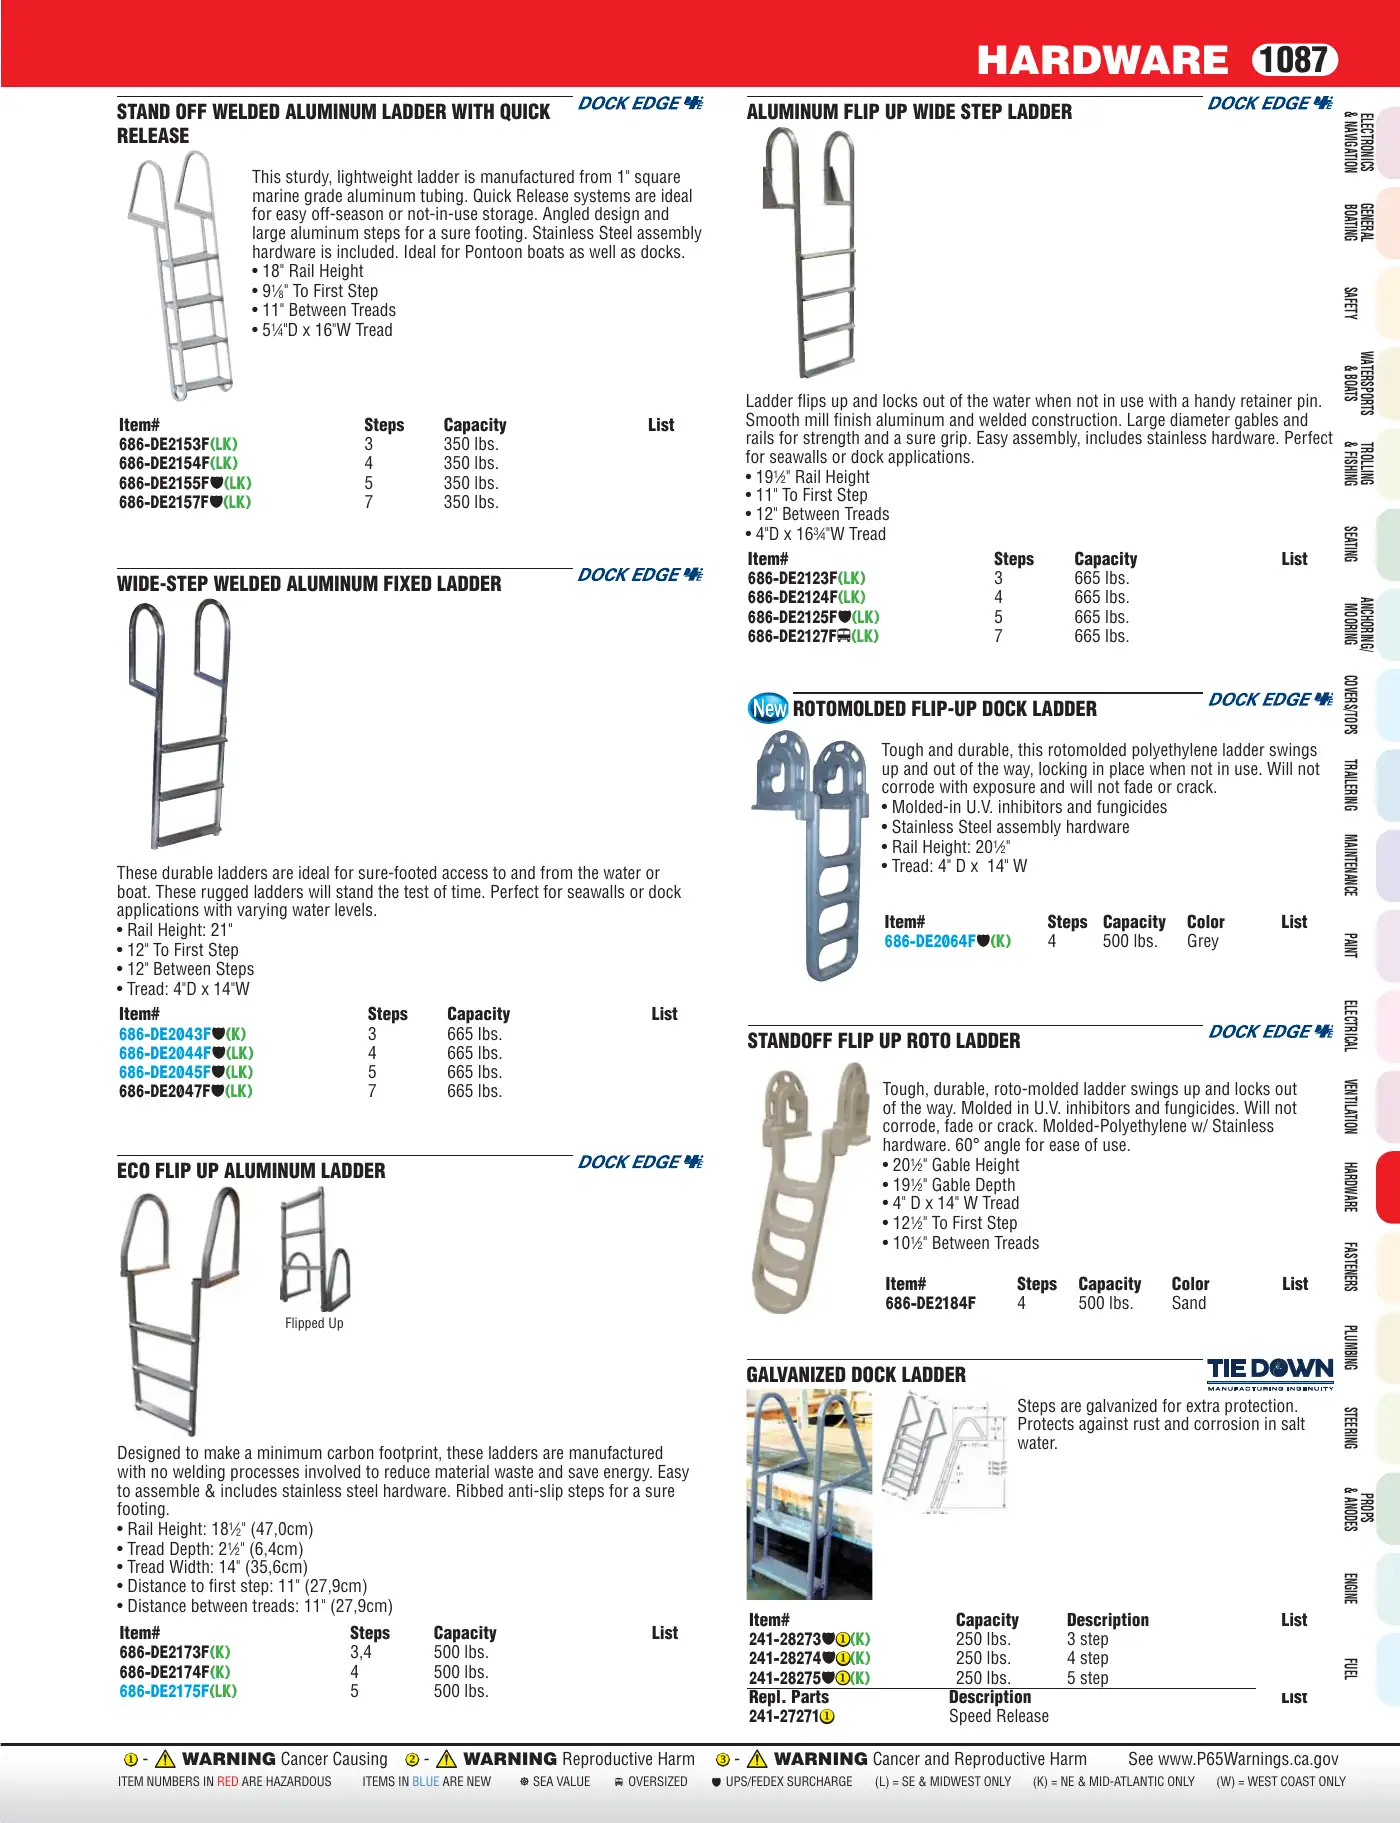 HARDWARE 1087
STAND OFF WELDED ALUMINUM LADDER WITH QUICK
RELEASE
DOCK EDGE
This sturdy, lightweight ladder is manufactured from 1" square
marine grade aluminum tubing. Quick Release systems are ideal
for easy off-season or not-in-use storage. Angled design and
large aluminum steps for a sure footing. Stainless Steel assembly
hardware is included. Ideal for Pontoon boats as well as docks.
• 18" Rail Height
• 9⅛" To First Step
• 11" Between Treads
• 5¼"D x 16"W Tread
Item# Steps Capacity List
686-DE2153F(LK) 3 350 lbs.
686-DE2154F(LK) 4 350 lbs.
686-DE2155F(LK) 5 350 lbs.
686-DE2157F(LK) 7 350 lbs.
WIDE-STEP WELDED ALUMINUM FIXED LADDER
DOCK EDGE
These durable ladders are ideal for sure-footed access to and from the water or
boat. These rugged ladders will stand the test of time. Perfect for seawalls or dock
applications with varying water levels.
• Rail Height: 21"
• 12" To First Step
• 12" Between Steps
• Tread: 4"D x 14"W
Item# Steps Capacity List
686-DE2043F(K) 3 665 lbs.
686-DE2044F(LK) 4 665 lbs.
686-DE2045F(LK) 5 665 lbs.
686-DE2047F(LK) 7 665 lbs.
ECO FLIP UP ALUMINUM LADDER
DOCK EDGE
Flipped Up
Designed to make a minimum carbon footprint, these ladders are manufactured
with no welding processes involved to reduce material waste and save energy. Easy
to assemble & includes stainless steel hardware. Ribbed anti-slip steps for a sure
footing.
• Rail Height: 18½" (47,0cm)
• Tread Depth: 2½" (6,4cm)
• Tread Width: 14" (35,6cm)
• Distance to first step: 11" (27,9cm)
• Distance between treads: 11" (27,9cm)
Item# Steps Capacity List
686-DE2173F(K) 3,4 500 lbs.
686-DE2174F(K) 4 500 lbs.
686-DE2175F(LK) 5 500 lbs.
ALUMINUM FLIP UP WIDE STEP LADDER
DOCK EDGE
Ladder flips up and locks out of the water when not in use with a handy retainer pin.
Smooth mill finish aluminum and welded construction. Large diameter gables and
rails for strength and a sure grip. Easy assembly, includes stainless hardware. Perfect
for seawalls or dock applications.
• 19½" Rail Height
• 11" To First Step
• 12" Between Treads
• 4"D x 16¾"W Tread
Item# Steps Capacity List
686-DE2123F(LK) 3 665 lbs.
686-DE2124F(LK) 4 665 lbs.
686-DE2125F(LK) 5 665 lbs.
686-DE2127F(LK) 7 665 lbs.
New ROTOMOLDED FLIP-UP DOCK LADDER
DOCK EDGE
Tough and durable, this rotomolded polyethylene ladder swings
up and out of the way, locking in place when not in use. Will not
corrode with exposure and will not fade or crack.
• Molded-in U.V. inhibitors and fungicides
• Stainless Steel assembly hardware
• Rail Height: 20½"
• Tread: 4" D x 14" W
Item# Steps Capacity Color List
686-DE2064F(K) 4 500 lbs. Grey
STANDOFF FLIP UP ROTO LADDER
DOCK EDGE
Tough, durable, roto-molded ladder swings up and locks out
of the way. Molded in U.V. inhibitors and fungicides. Will not
corrode, fade or crack. Molded-Polyethylene w/ Stainless
hardware. 60° angle for ease of use.
• 20½" Gable Height
• 19½" Gable Depth
• 4" D x 14" W Tread
• 12½" To First Step
• 10½" Between Treads
Item# Steps Capacity Color List
686-DE2184F 4 500 lbs. Sand
GALVANIZED DOCK LADDER
TIE DOWN
MANUFACTURING INGENUITY
Steps are galvanized for extra protection.
Protects against rust and corrosion in salt
water.
Item# Capacity Description List
241-28273 1 (K) 250 lbs. 3 step
241-28274 1 (K) 250 lbs. 4 step
241-28275 1 (K) 250 lbs. 5 step
Repl. Parts Description List
241-27271 1 Speed Release
ELECTRONICS
& NAVIGATION
GENERAL
BOATING
SAFETY
WATERSPORTS
& BOATS
TROLLING
& FISHING
SEATING
ANCHORING/
MOORING
COVERS/TOPS
TRAILERING
MAINTENANCE
PAINT
ELECTRICAL
VENTILATION
HARDWARE
FASTENERS
PLUMBING
STEERING
PROPS
& ANODES
ENGINE
FUEL
1 - WARNING Cancer Causing 2 - WARNING Reproductive Harm 3 - WARNING Cancer and Reproductive Harm See www.P65Warnings.ca.gov
ITEM NUMBERS IN RED ARE HAZARDOUS ITEMS IN BLUE ARE NEW SEA VALUE OVERSIZED UPS/FEDEX SURCHARGE (L) = SE & MIDWEST ONLY (K) = NE & MID-ATLANTIC ONLY (W) = WEST COAST ONLY